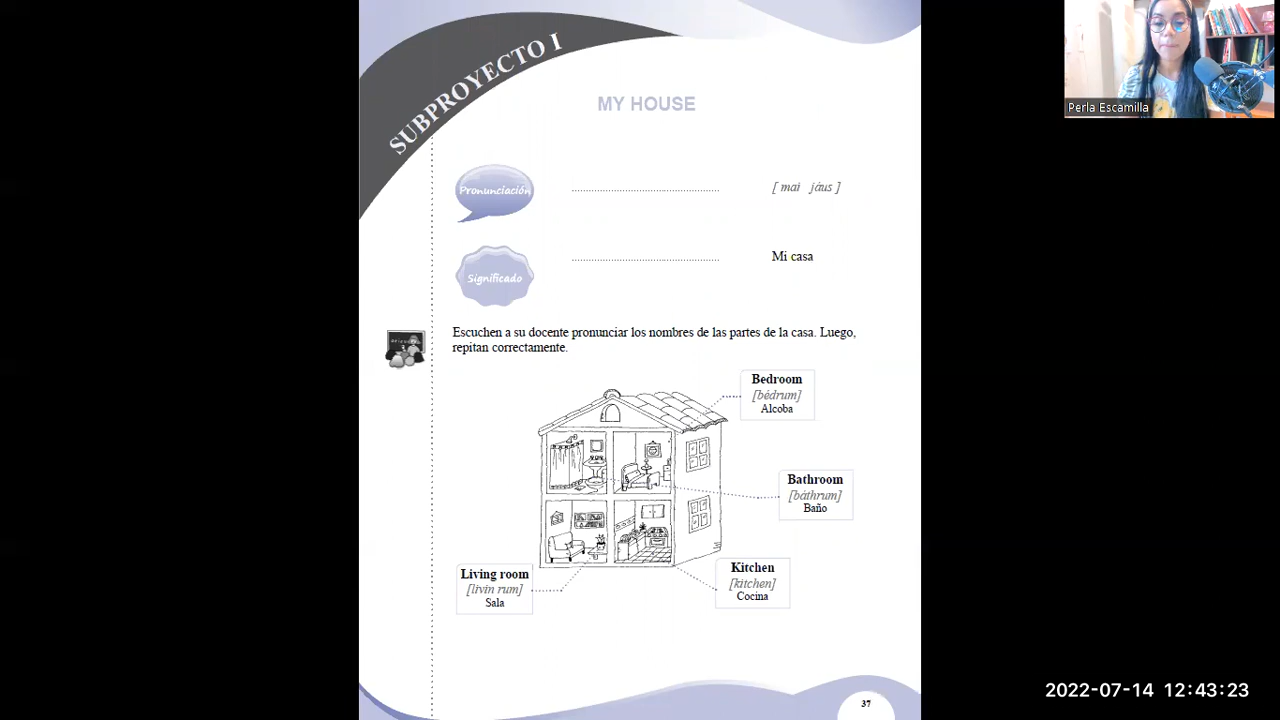 SUBPROYECTO I
MY HOUSE
Pronunciación
[ mai jáus ]
Significado
Mi casa
Escuchen a su docente pronunciar los nombres de las partes de la casa. Luego,
repitan correctamente.
Bedroom
[bédrum]
Alcoba
Bathroom
[báthrum]
Baño
Kitchen
[kítchen]
Cocina
Living room
[lívin rum]
Sala
37
Perla Escamilla
2022-07-14 12:43:23